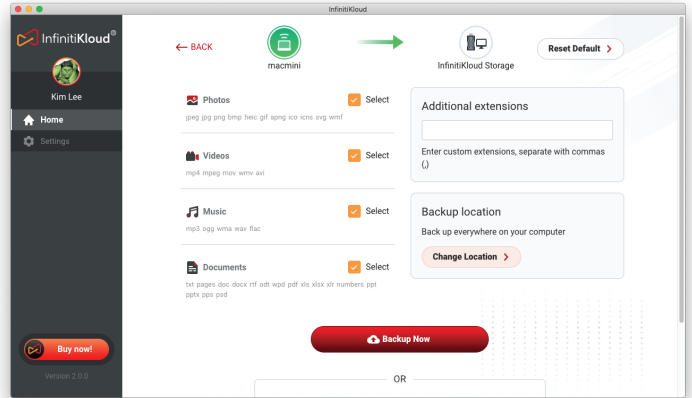 InfinitiKloud
InfinitiKloud®
Kim Lee
Home
Settings
Buy now!
Version 2.0.0
BACK
macmini
InfinitiKloud Storage
Reset Default
Photos
Select
jpeg jpg png bmp heic gif apng ico icns svg wmf
Videos
Select
mp4 mpeg mov wmv avi
Music
Select
mp3 ogg wma wav flac
Documents
Select
txt pages doc docx rtf odt wpd pdf xls xlsx xlr numbers ppt
pptx pps psd
Additional extensions
Enter custom extensions, separate with commas
(,)
Backup location
Back up everywhere on your computer
Change Location
Backup Now
OR